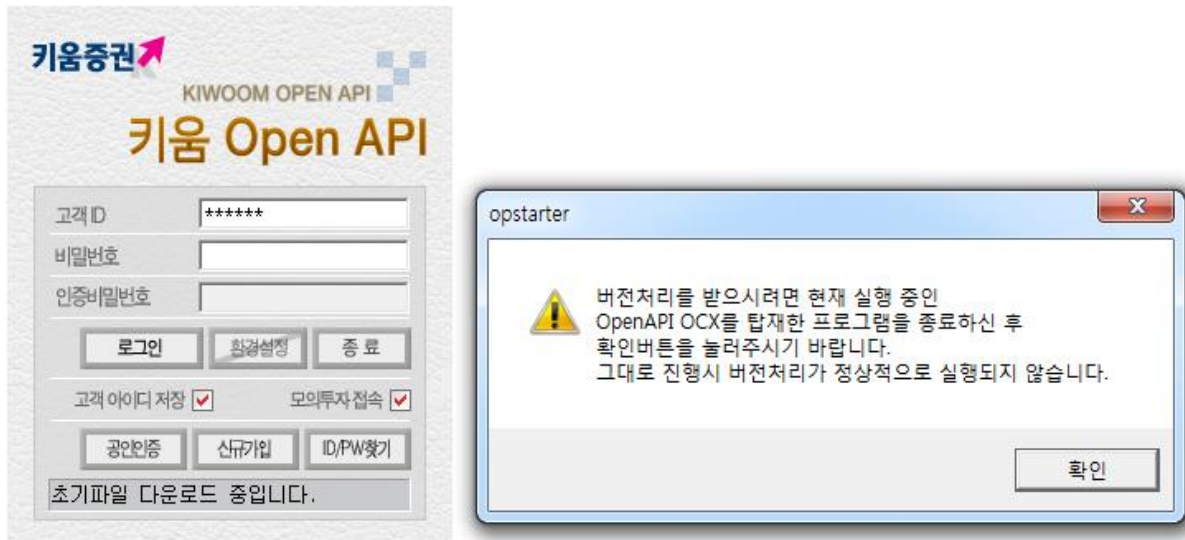 키움증권
KIWOOM OPEN API
키움 Open API
고객 ID ******
비밀번호
인증비밀번호
로그인 환경설정 종 료
고객 아이디 저장 모의투자 접속
공인인증 신규가입 ID/PW찾기
초기파일 다운로드 중입니다.
opstarter
버전처리를 받으시려면 현재 실행 중인
OpenAPI OCX를 탑재한 프로그램을 종료하신 후
확인버튼을 눌러주시기 바랍니다.
그대로 진행시 버전처리가 정상적으로 실행되지 않습니다.
확인